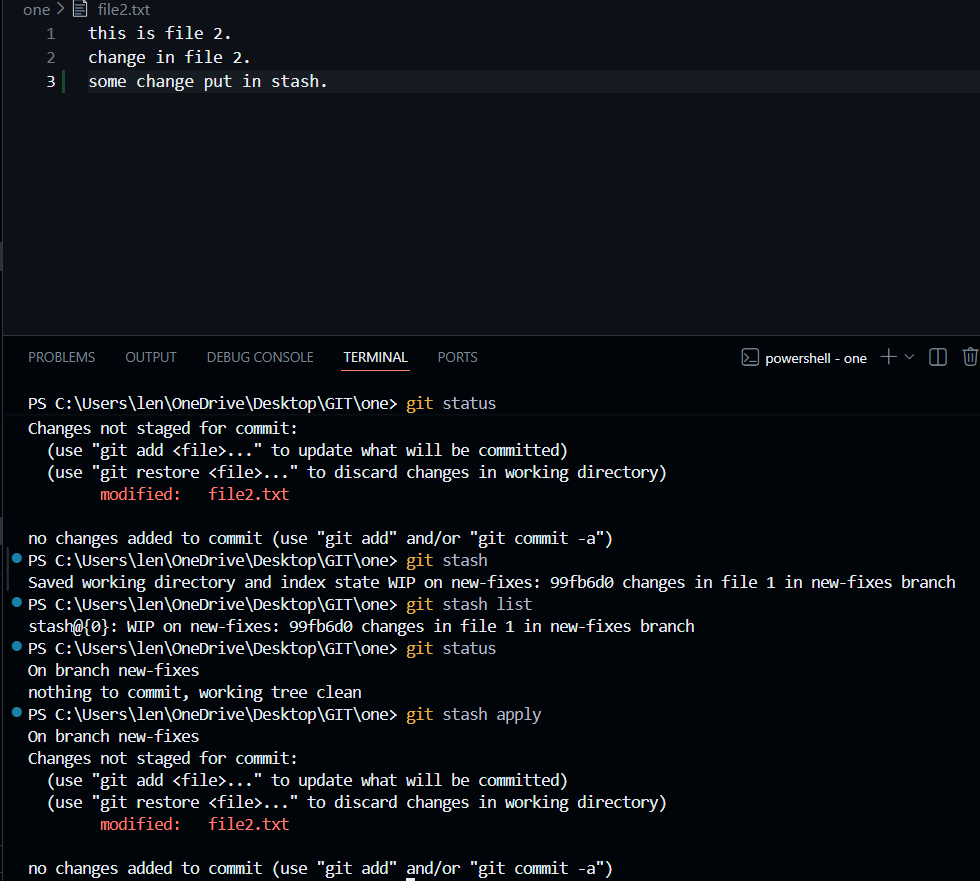 one > file2.txt
1 this is file 2.
2 change in file 2.
3 some change put in stash.
PROBLEMS OUTPUT DEBUG CONSOLE TERMINAL PORTS powershell - one
PS C:\Users\len\OneDrive\Desktop\GIT\one> git status
Changes not staged for commit:
  (use "git add <file>..." to update what will be committed)
  (use "git restore <file>..." to discard changes in working directory)
        modified:   file2.txt
no changes added to commit (use "git add" and/or "git commit -a")
PS C:\Users\len\OneDrive\Desktop\GIT\one> git stash
Saved working directory and index state WIP on new-fixes: 99fb6d0 changes in file 1 in new-fixes branch
PS C:\Users\len\OneDrive\Desktop\GIT\one> git stash list
stash@{0}: WIP on new-fixes: 99fb6d0 changes in file 1 in new-fixes branch
PS C:\Users\len\OneDrive\Desktop\GIT\one> git status
On branch new-fixes
nothing to commit, working tree clean
PS C:\Users\len\OneDrive\Desktop\GIT\one> git stash apply
On branch new-fixes
Changes not staged for commit:
  (use "git add <file>..." to update what will be committed)
  (use "git restore <file>..." to discard changes in working directory)
        modified:   file2.txt
no changes added to commit (use "git add" and/or "git commit -a")